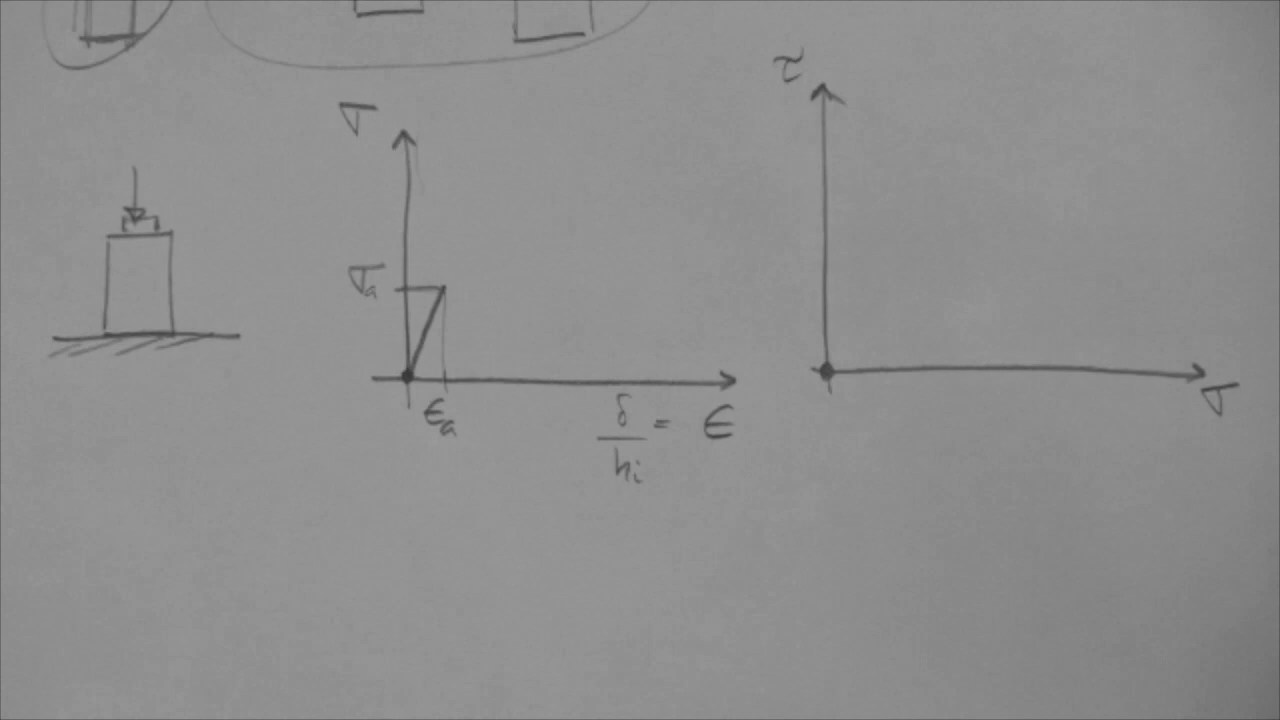 τ
σ
σa
ϵa
δ/hi = ϵ
σ